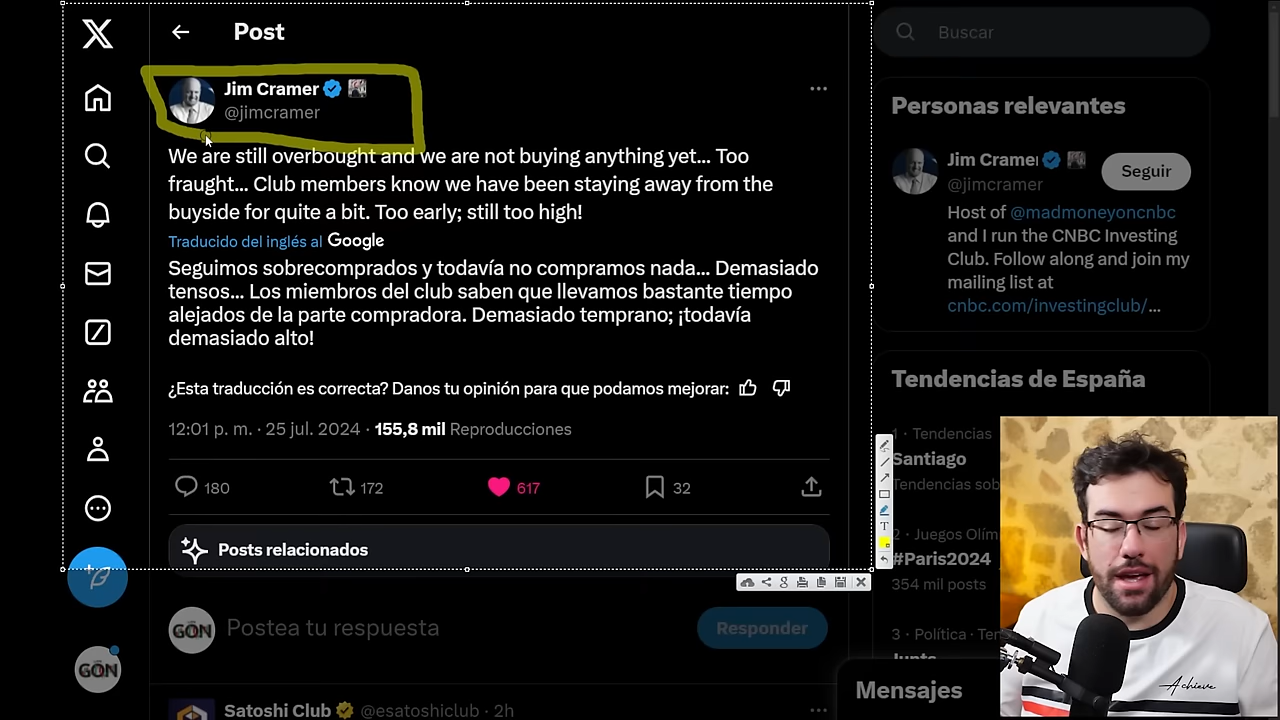 Post
Buscar
Jim Cramer
@jimcramer
We are still overbought and we are not buying anything yet... Too
fraught... Club members know we have been staying away from the
buyside for quite a bit. Too early; still too high!
Traducido del inglés al Google
Seguimos sobrecomprados y todavía no compramos nada... Demasiado
tensos... Los miembros del club saben que llevamos bastante tiempo
alejados de la parte compradora. Demasiado temprano; ¡todavía
demasiado alto!
¿Esta traducción es correcta? Danos tu opinión para que podamos mejorar:
12:01 p. m. · 25 jul. 2024 · 155,8 mil Reproducciones
180 172 617 32
Posts relacionados
GON Postea tu respuesta Responder
GON
Satoshi Club @esatoshiclub · 2h
Personas relevantes
Jim Cramer
@jimcramer
Seguir
Host of @madmoneyoncnbc
and I run the CNBC Investing
Club. Follow along and join my
mailing list at
cnbc.com/investingclub/...
Tendencias de España
1 · Tendencias
Santiago
Tendencias
2 · Juegos
#Paris2024
354 mil posts
3 · Política ·
Mensajes
Achieve